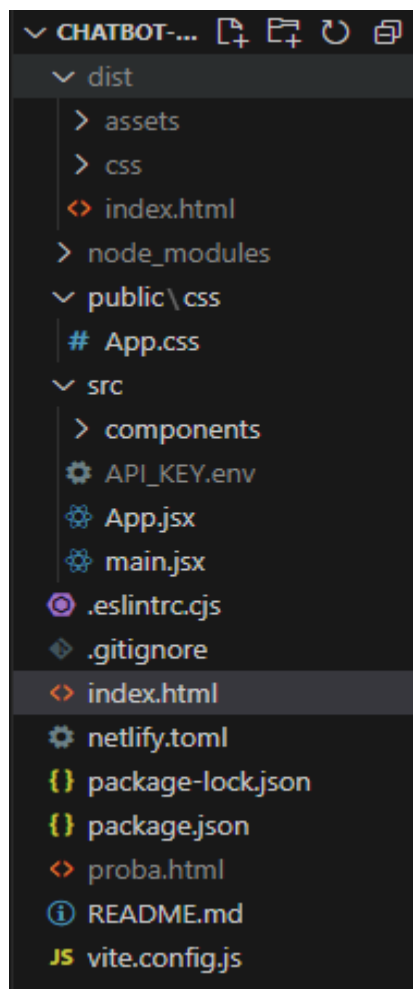 CHATBOT-...
dist
assets
css
index.html
node_modules
public\css
# App.css
src
components
API_KEY.env
App.jsx
main.jsx
.eslintrc.cjs
.gitignore
index.html
netlify.toml
{} package-lock.json
{} package.json
proba.html
README.md
JS vite.config.js